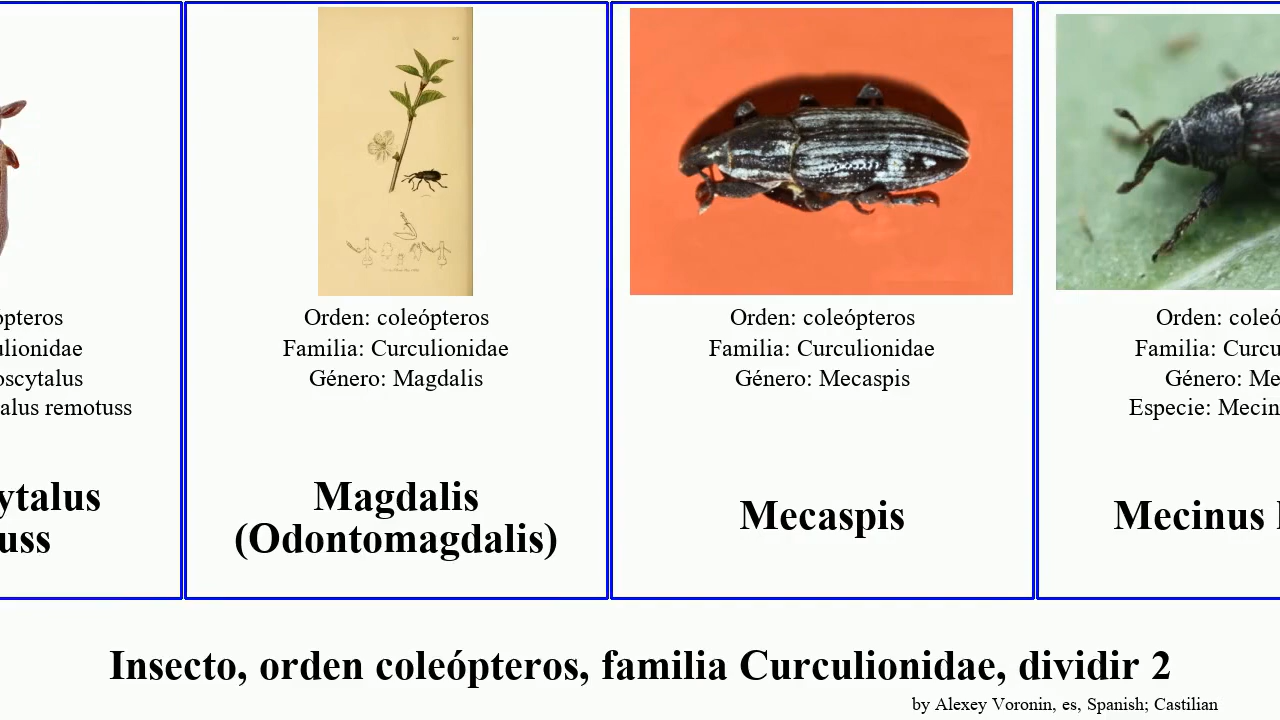 ópteros
ulionidae
oscytalus
alus remotuss
ytalus
uss
Orden: coleópteros
Familia: Curculionidae
Género: Magdalis
Magdalis
(Odontomagdalis)
Orden: coleópteros
Familia: Curculionidae
Género: Mecaspis
Mecaspis
Orden: coleó
Familia: Curcu
Género: Me
Especie: Mecin
Mecinus
Insecto, orden coleópteros, familia Curculionidae, dividir 2
by Alexey Voronin, es, Spanish; Castilian